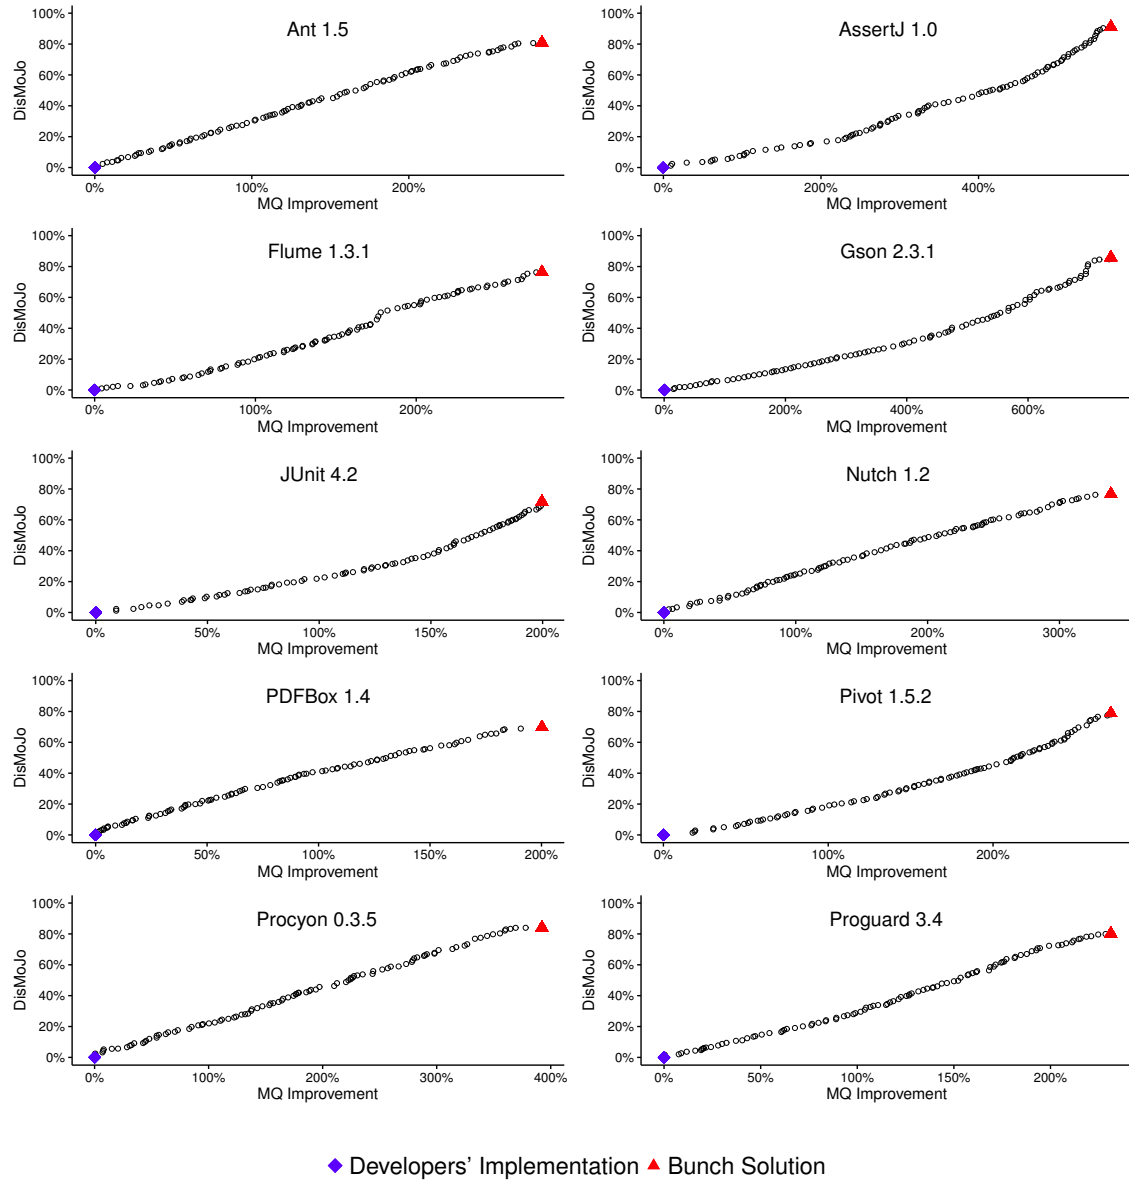 Ant 1.5
100%
80%
60%
40%
20%
0%
DisMoJo
0% 100% 200%
MQ Improvement
AssertJ 1.0
100%
80%
60%
40%
20%
0%
DisMoJo
0% 200% 400%
MQ Improvement
Flume 1.3.1
100%
80%
60%
40%
20%
0%
DisMoJo
0% 100% 200%
MQ Improvement
Gson 2.3.1
100%
80%
60%
40%
20%
0%
DisMoJo
0% 200% 400% 600%
MQ Improvement
JUnit 4.2
100%
80%
60%
40%
20%
0%
DisMoJo
0% 50% 100% 150% 200%
MQ Improvement
Nutch 1.2
100%
80%
60%
40%
20%
0%
DisMoJo
0% 100% 200% 300%
MQ Improvement
PDFBox 1.4
100%
80%
60%
40%
20%
0%
DisMoJo
0% 50% 100% 150% 200%
MQ Improvement
Pivot 1.5.2
100%
80%
60%
40%
20%
0%
DisMoJo
0% 100% 200%
MQ Improvement
Procyon 0.3.5
100%
80%
60%
40%
20%
0%
DisMoJo
0% 100% 200% 300% 400%
MQ Improvement
Proguard 3.4
100%
80%
60%
40%
20%
0%
DisMoJo
0% 50% 100% 150% 200%
MQ Improvement
Developers' Implementation Bunch Solution